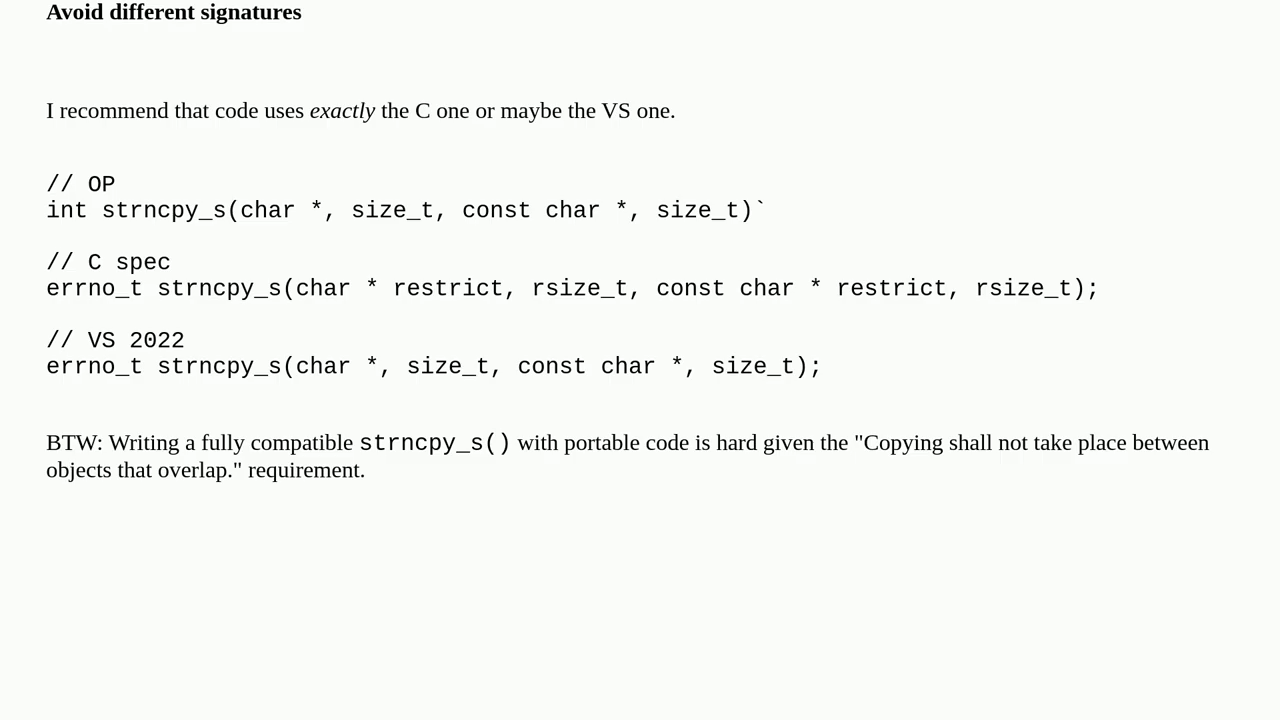 Avoid different signatures
I recommend that code uses exactly the C one or maybe the VS one.
// OP
int strncpy_s(char *, size_t, const char *, size_t)`
// C spec
errno_t strncpy_s(char * restrict, rsize_t, const char * restrict, rsize_t);
// VS 2022
errno_t strncpy_s(char *, size_t, const char *, size_t);
BTW: Writing a fully compatible strncpy_s() with portable code is hard given the "Copying shall not take place between
objects that overlap." requirement.